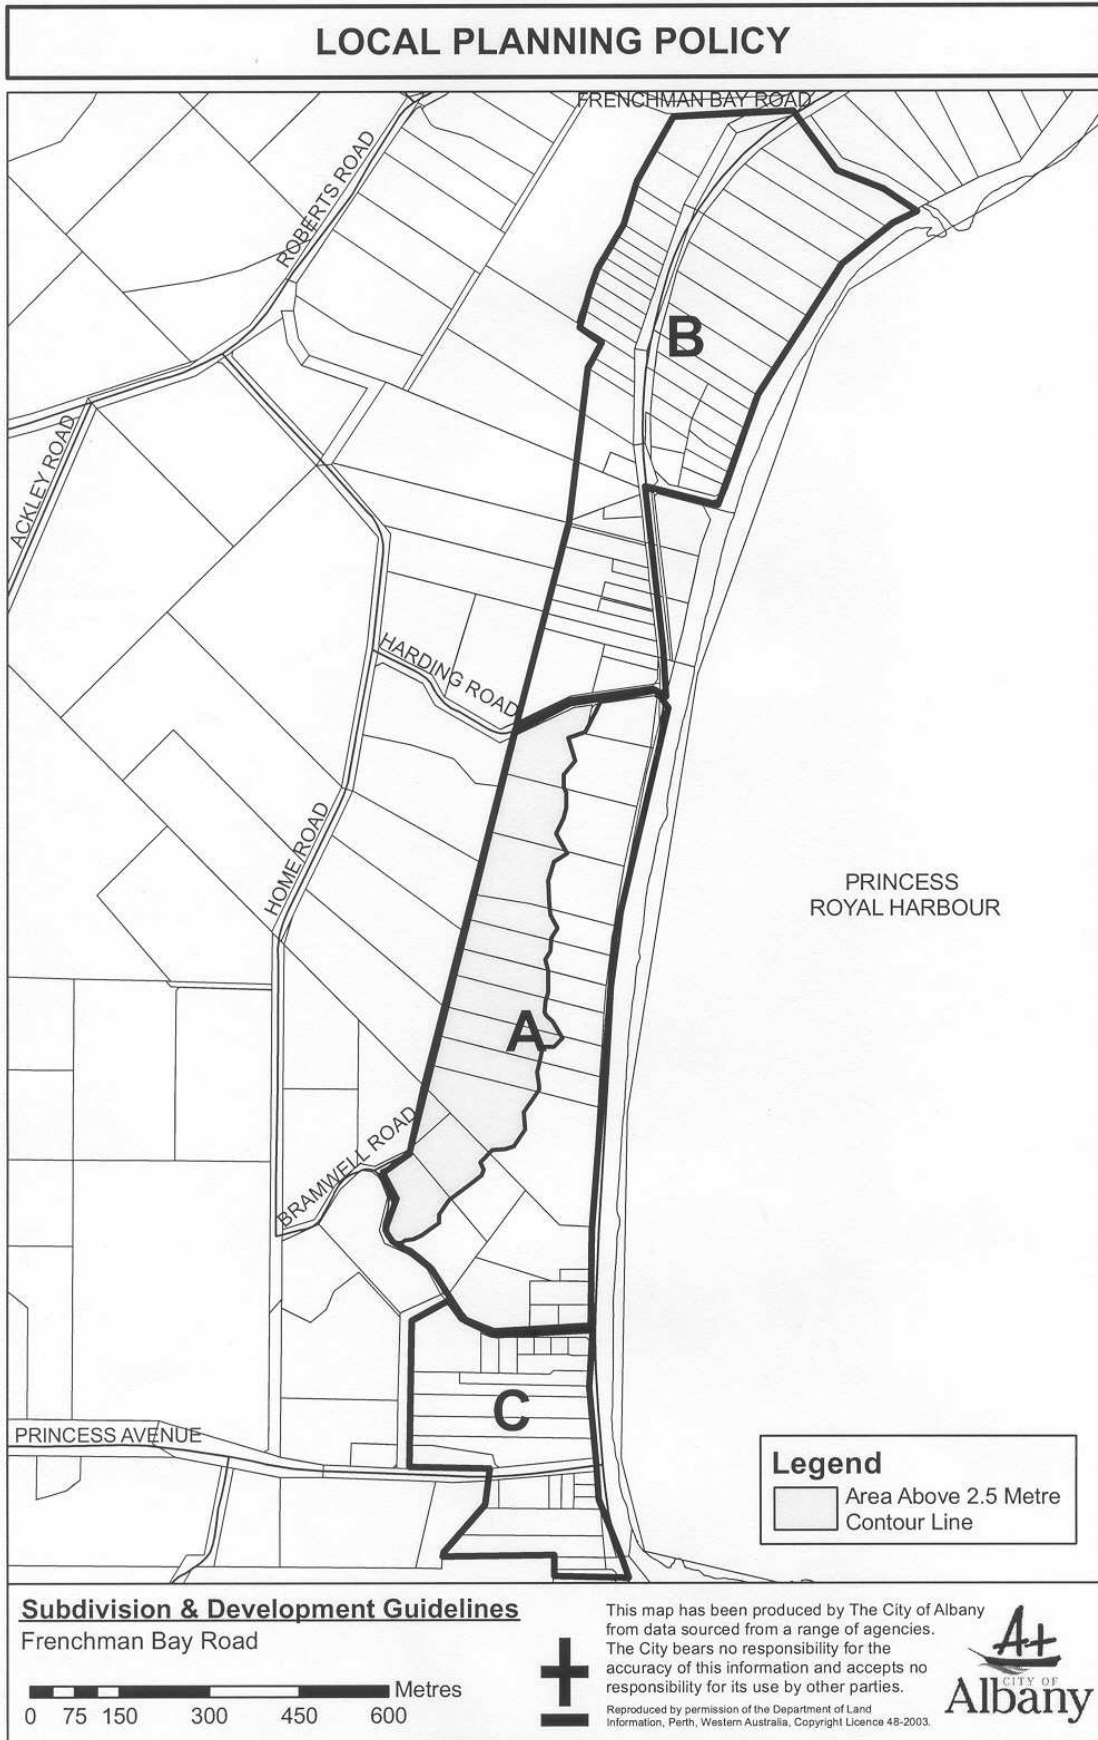 LOCAL PLANNING POLICY
FRENCHMAN BAY ROAD
ROBERTS ROAD
B
ACKLEY ROAD
HARDING ROAD
HOME ROAD
PRINCESS
ROYAL HARBOUR
A
BRAMWELL ROAD
C
PRINCESS AVENUE
Legend
Area Above 2.5 Metre
Contour Line
Subdivision & Development Guidelines
Frenchman Bay Road
Metres
0 75 150 300 450 600
This map has been produced by The City of Albany
from data sourced from a range of agencies.
The City bears no responsibility for the
accuracy of this information and accepts no
responsibility for its use by other parties.
Reproduced by permission of the Department of Land
Information, Perth, Western Australia, Copyright Licence 48-2003.
A+
CITY OF
Albany